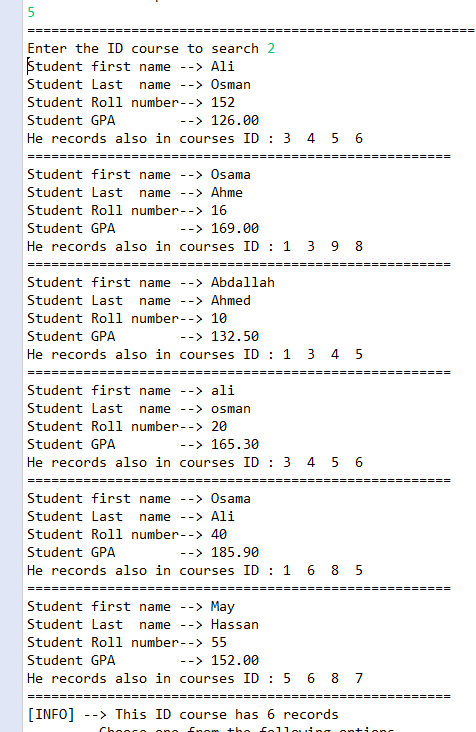 5
========================================================
Enter the ID course to search 2
Student first name --> Ali
Student Last  name --> Osman
Student Roll number--> 152
Student GPA        --> 126.00
He records also in courses ID : 3  4  5  6
=====================================================
Student first name --> Osama
Student Last  name --> Ahme
Student Roll number--> 16
Student GPA        --> 169.00
He records also in courses ID : 1  3  9  8
=====================================================
Student first name --> Abdallah
Student Last  name --> Ahmed
Student Roll number--> 10
Student GPA        --> 132.50
He records also in courses ID : 1  3  4  5
=====================================================
Student first name --> ali
Student Last  name --> osman
Student Roll number--> 20
Student GPA        --> 165.30
He records also in courses ID : 3  4  5  6
=====================================================
Student first name --> Osama
Student Last  name --> Ali
Student Roll number--> 40
Student GPA        --> 185.90
He records also in courses ID : 1  6  8  5
=====================================================
Student first name --> May
Student Last  name --> Hassan
Student Roll number--> 55
Student GPA        --> 152.00
He records also in courses ID : 5  6  8  7
=====================================================
[INFO] --> This ID course has 6 records
Choose one from the following options